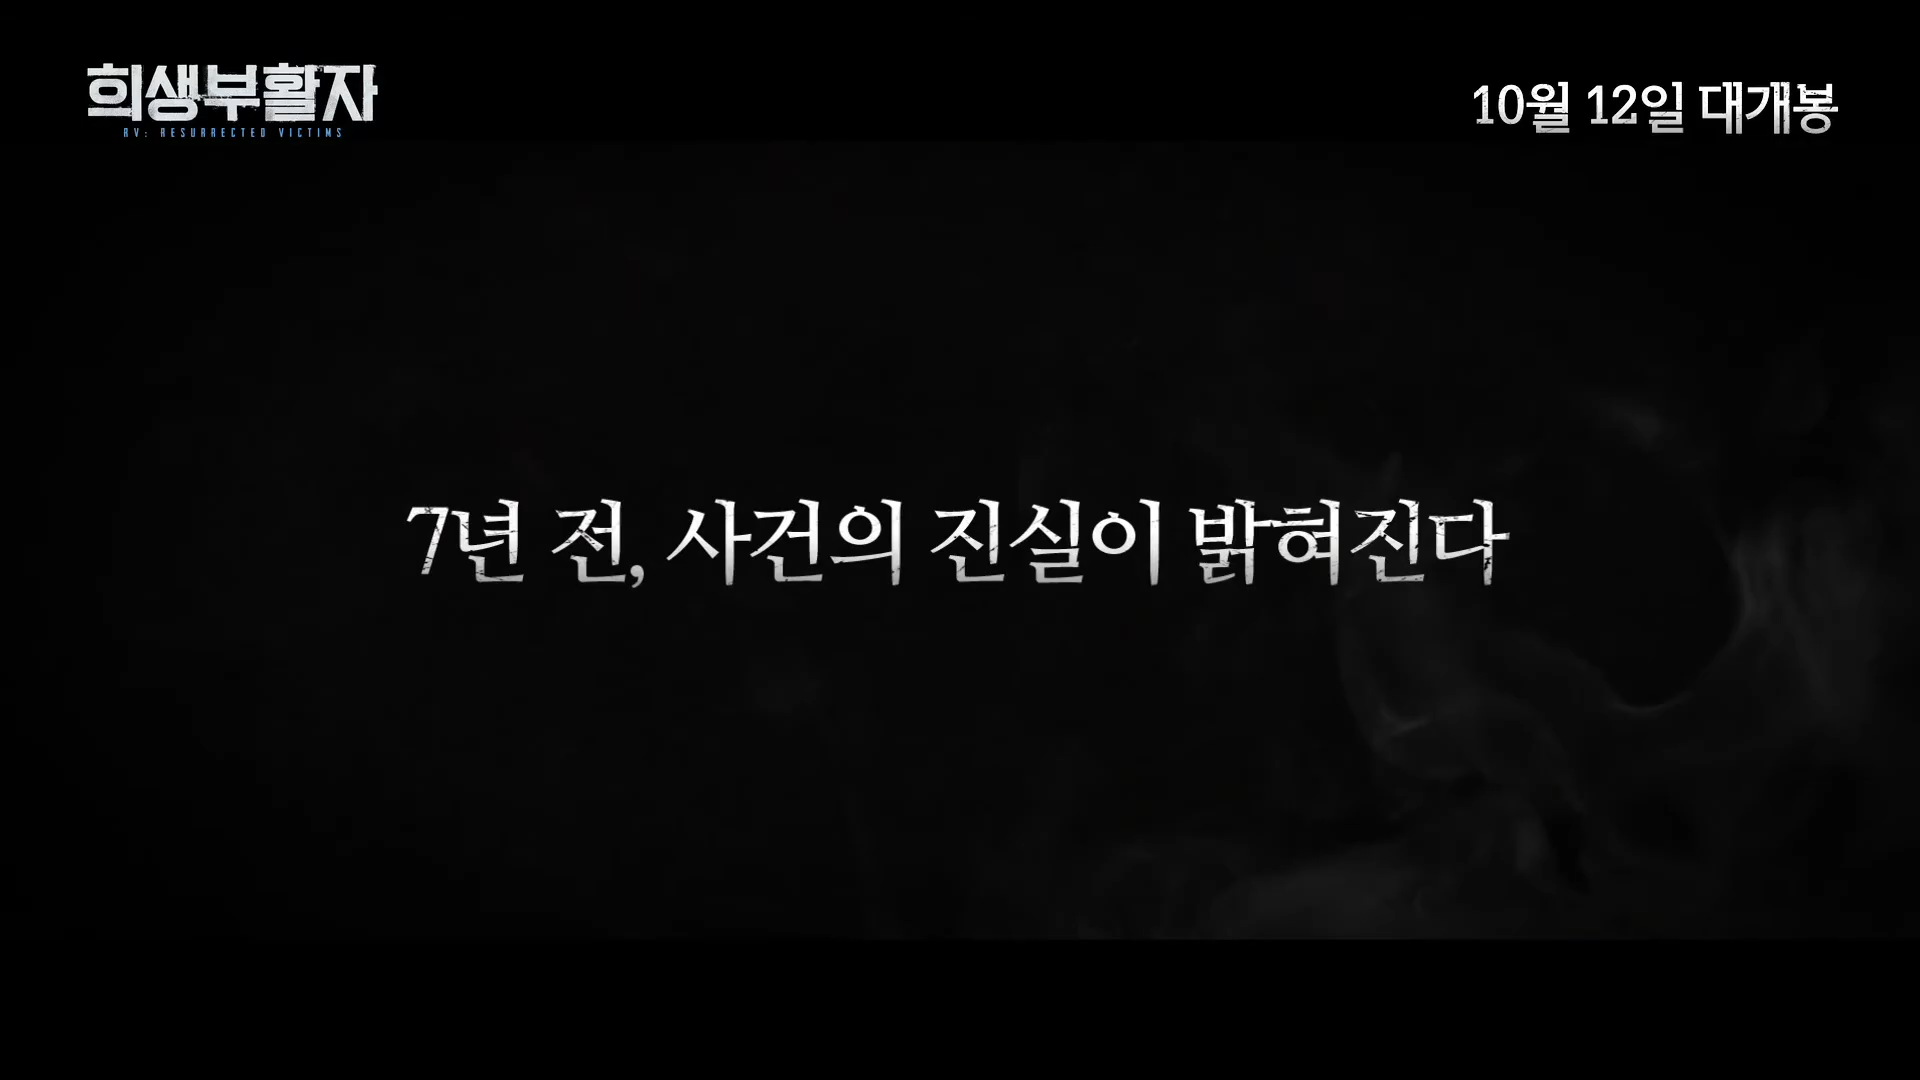 희생부활자
RV: RESURRECTED VICTIMS
10월 12일 대개봉
7년 전, 사건의 진실이 밝혀진다